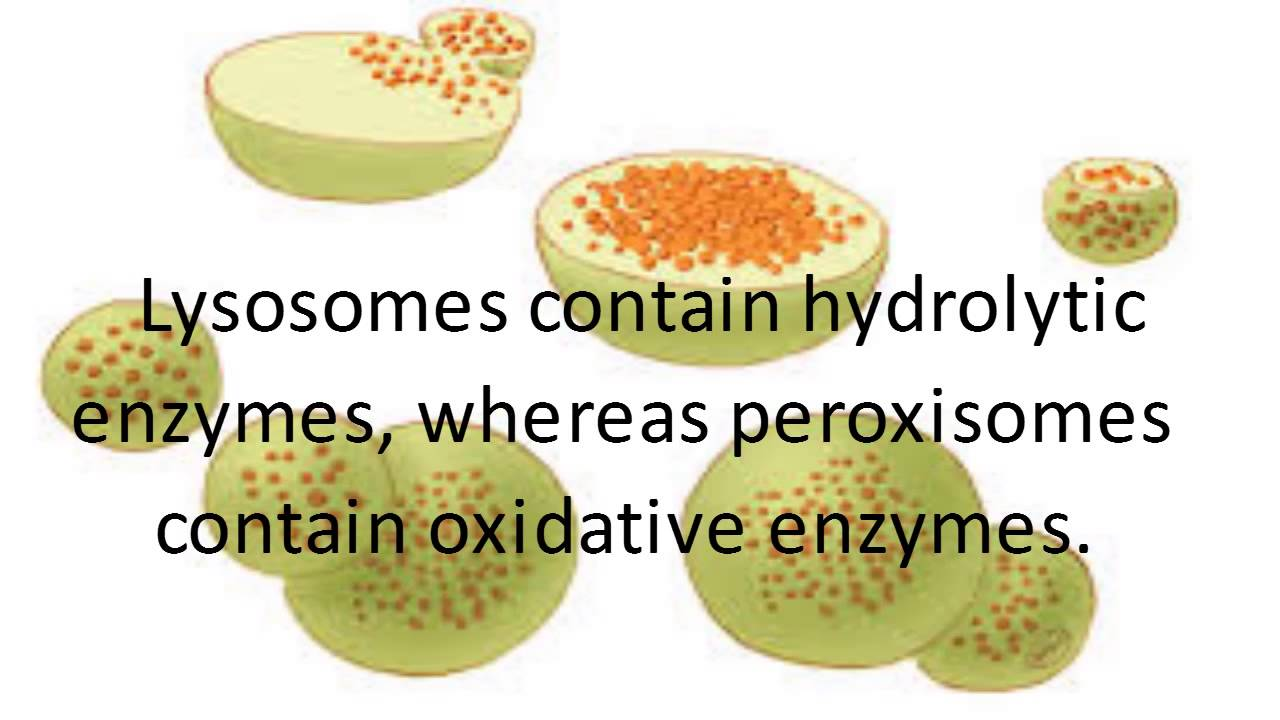 Lysosomes contain hydrolytic
enzymes, whereas peroxisomes
contain oxidative enzymes.